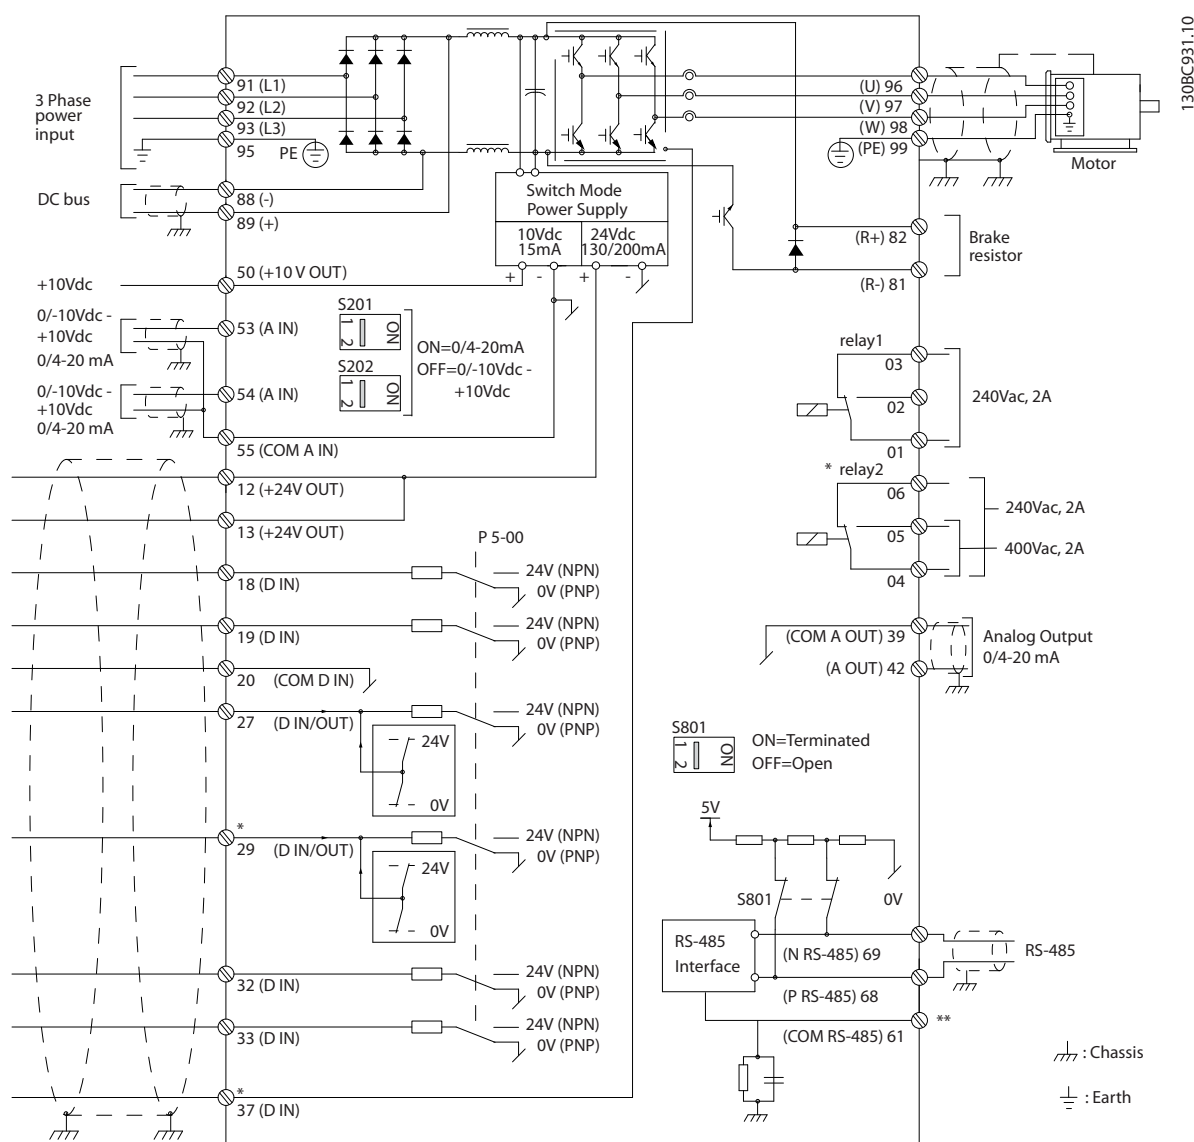 130BC931.10
3 Phase
power
input
91 (L1)
92 (L2)
93 (L3)
95
PE
DC bus
88 (-)
89 (+)
Switch Mode
Power Supply
10Vdc
15mA
24Vdc
130/200mA
+ - + -
(U) 96
(V) 97
(W) 98
(PE) 99
Motor
(R+) 82
Brake
resistor
(R-) 81
+10Vdc
50 (+10 V OUT)
0/-10Vdc -
+10Vdc
0/4-20 mA
53 (A IN)
0/-10Vdc -
+10Vdc
0/4-20 mA
54 (A IN)
55 (COM A IN)
S201
1 2
ON
S202
1 2
ON
ON=0/4-20mA
OFF=0/-10Vdc -
+10Vdc
relay1
03
02
01
240Vac, 2A
* relay2
06
05
04
240Vac, 2A
400Vac, 2A
12 (+24V OUT)
13 (+24V OUT)
P 5-00
18 (D IN)
24V (NPN)
0V (PNP)
19 (D IN)
24V (NPN)
0V (PNP)
20 (COM D IN)
27 (D IN/OUT)
24V (NPN)
0V (PNP)
24V
0V
*
29 (D IN/OUT)
24V (NPN)
0V (PNP)
24V
0V
32 (D IN)
24V (NPN)
0V (PNP)
33 (D IN)
24V (NPN)
0V (PNP)
*
37 (D IN)
(COM A OUT) 39
(A OUT) 42
Analog Output
0/4-20 mA
S801
1 2
ON
ON=Terminated
OFF=Open
5V
S801
0V
RS-485
Interface
(N RS-485) 69
RS-485
(P RS-485) 68
(COM RS-485) 61
**
: Chassis
: Earth